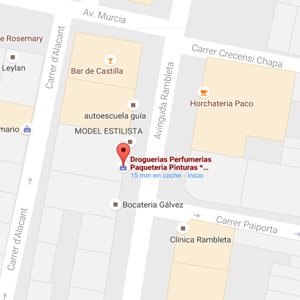 Av. Murcia
e Rosemary
Leylan
Carrer d'Alacant
Bar de Castilla
Avinguda Rambleta
Carrer Crecensi Chapa
Horchateria Paco
autoescuela guía
MODEL ESTILISTA
mario
Droguerias Perfumerias
Paqueteria Pinturas "...
15 min en coche - inicio
Bocateria Gálvez
Carrer d'Alacant
Carrer Paiporta
Clínica Rambleta